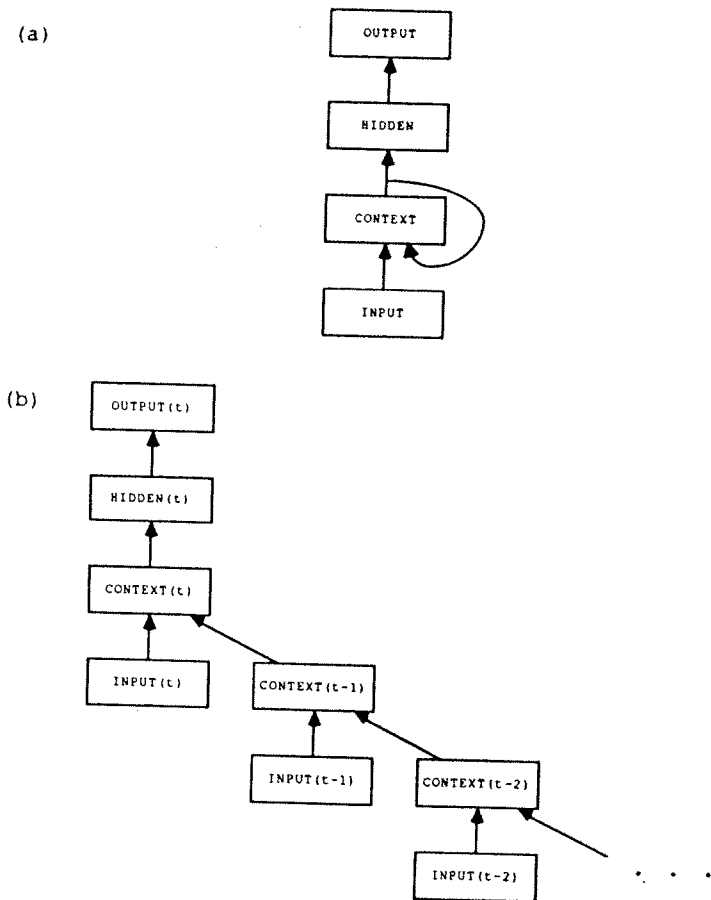 (a)
OUTPUT
HIDDEN
CONTEXT
INPUT
(b)
OUTPUT(t)
HIDDEN(t)
CONTEXT(t)
INPUT(t)
CONTEXT(t-1)
INPUT(t-1)
CONTEXT(t-2)
INPUT(t-2)
. . .